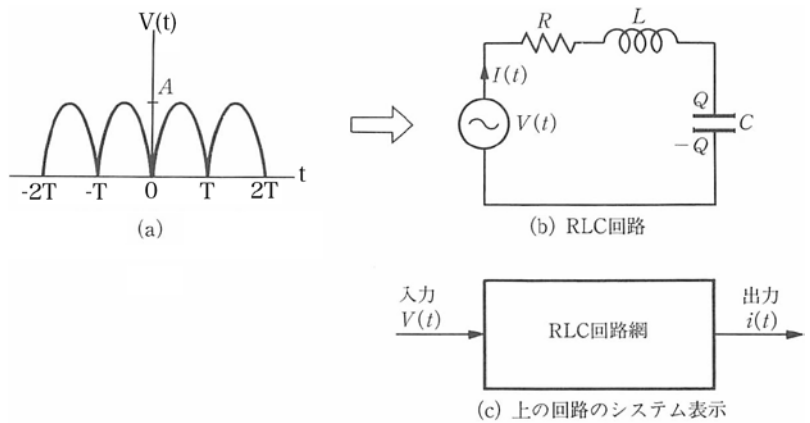 V(t)
A
t
-2T -T 0 T 2T
(a)
R L
I(t)
V(t)
Q
C
-Q
(b) RLC回路
入力
V(t)
RLC回路網
出力
i(t)
(c) 上の回路のシステム表示